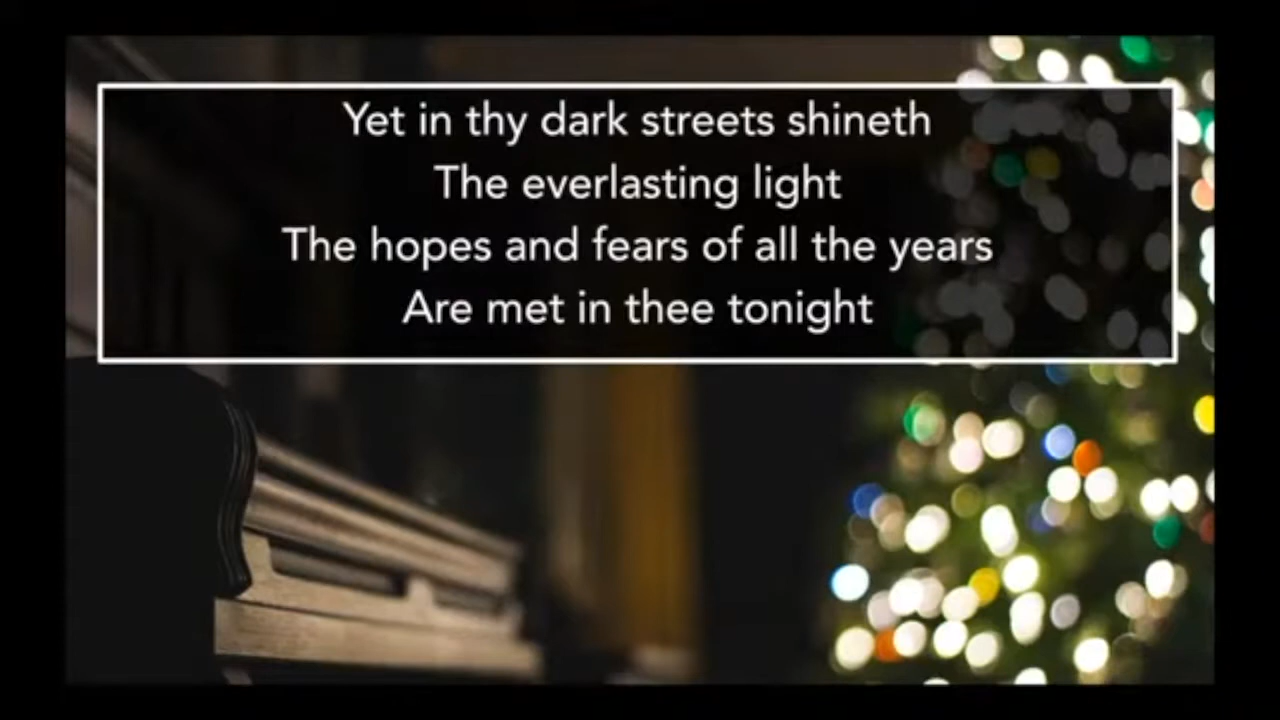 Yet in thy dark streets shineth
The everlasting light
The hopes and fears of all the years
Are met in thee tonight